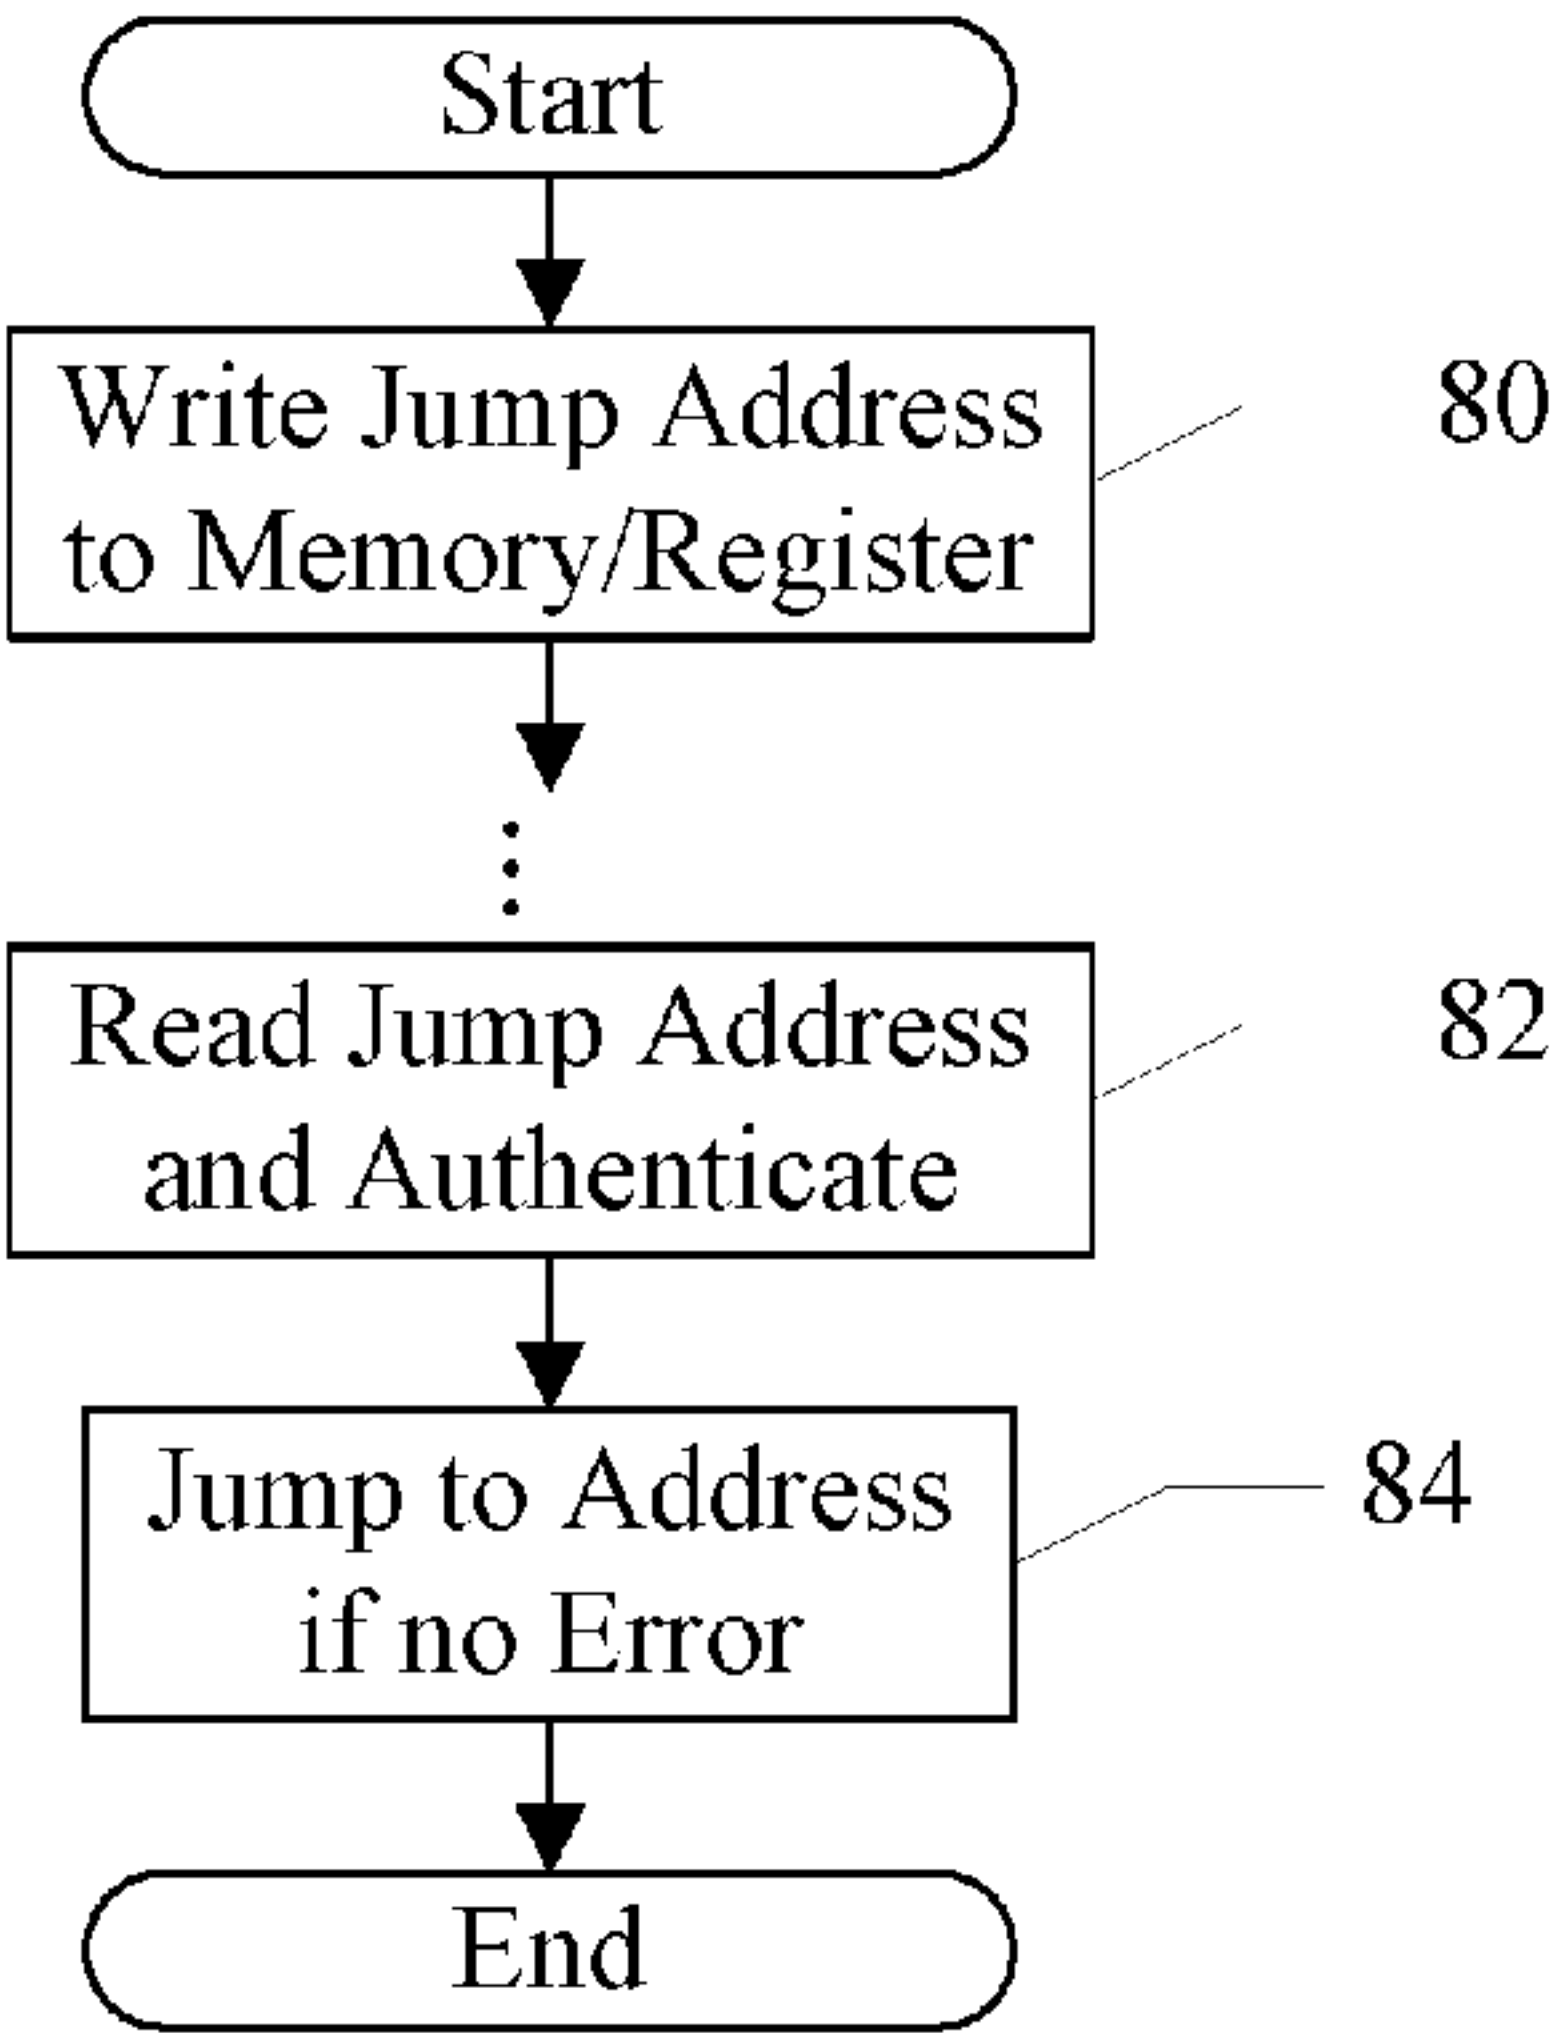 Start
Write Jump Address
to Memory/Register
80
Read Jump Address
and Authenticate
82
Jump to Address
if no Error
84
End